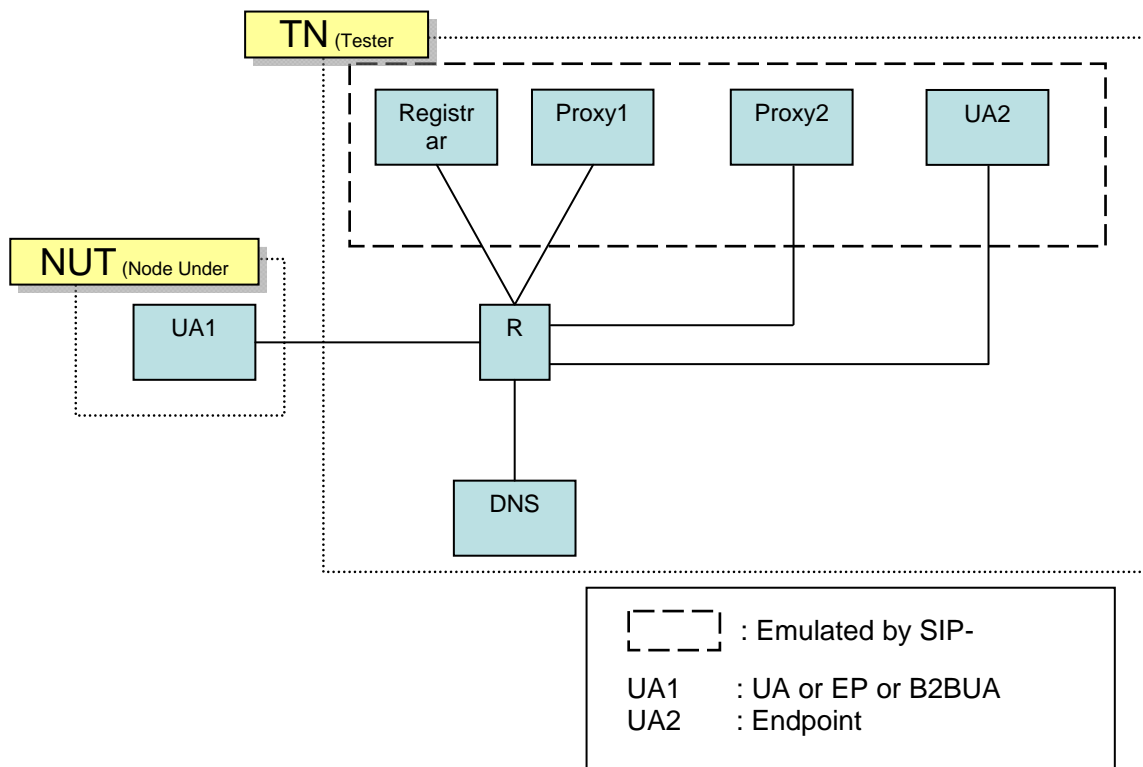 TN (Tester
Registr
ar
Proxy1
Proxy2
UA2
NUT (Node Under
UA1
R
DNS
: Emulated by SIP-
UA1 : UA or EP or B2BUA
UA2 : Endpoint